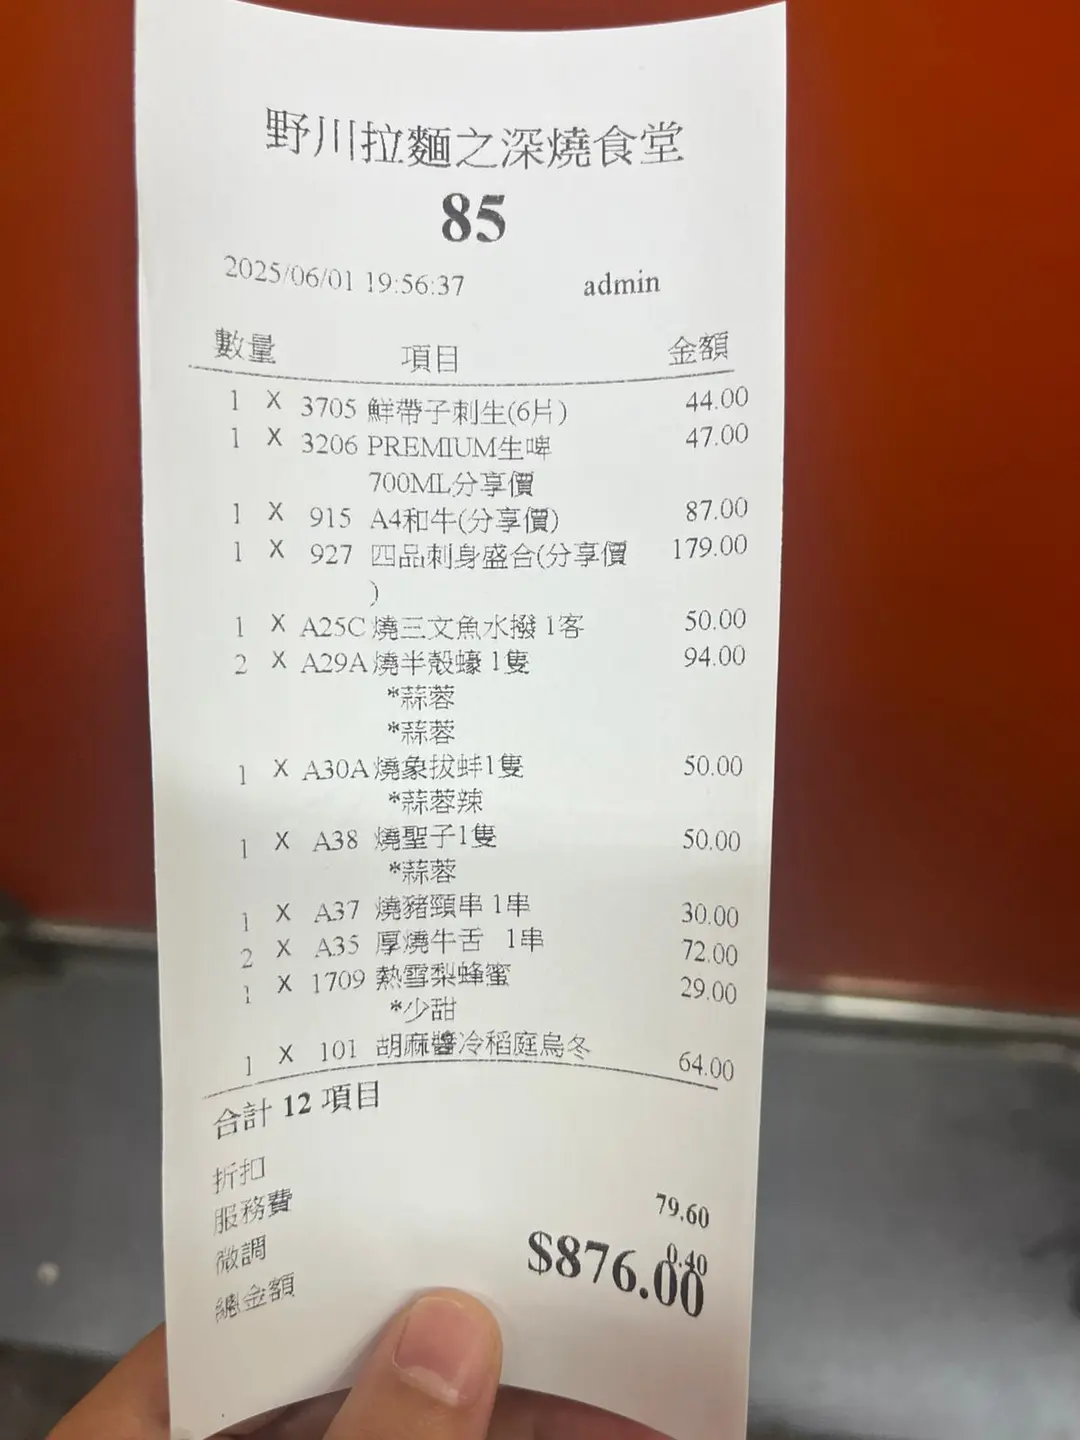 野川拉麵之深燒食堂
85
2025/06/01 19:56:37 admin
數量 項目 金額
1 X 3705 鮮帶子刺生(6片) 44.00
1 X 3206 PREMIUM生啤 47.00
700ML分享價
1 X 915 A4和牛(分享價) 87.00
1 X 927 四品刺身盛合(分享價 179.00
)
1 X A25C 燒三文魚水撥 1客 50.00
2 X A29A 燒半殼蠔 1隻 94.00
*蒜蓉
*蒜蓉
1 X A30A 燒象拔蚌1隻 50.00
*蒜蓉辣
1 X A38 燒聖子1隻 50.00
*蒜蓉
1 X A37 燒豬頸串 1串 30.00
2 X A35 厚燒牛舌 1串 72.00
1 X 1709 熱雪梨蜂蜜 29.00
*少甜
1 X 101 胡麻醬冷稻庭烏冬 64.00
合計 12 項目
折扣
服務費 79.60
微調 0.40
總金額 $876.00